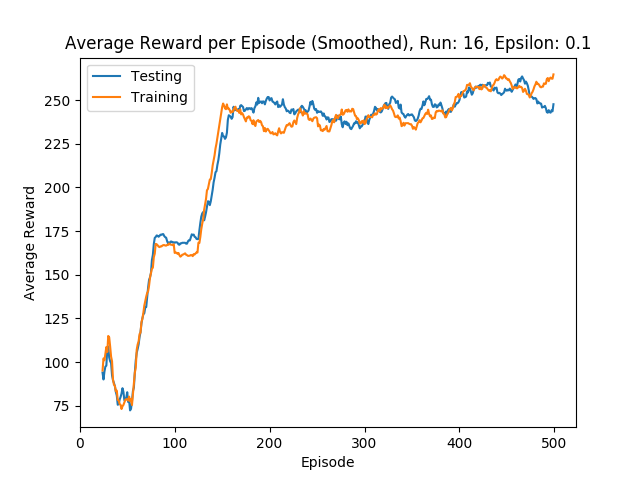 Average Reward per Episode (Smoothed), Run: 16, Epsilon: 0.1
Testing
Training
Average Reward
250
225
200
175
150
125
100
75
0 100 200 300 400 500
Episode